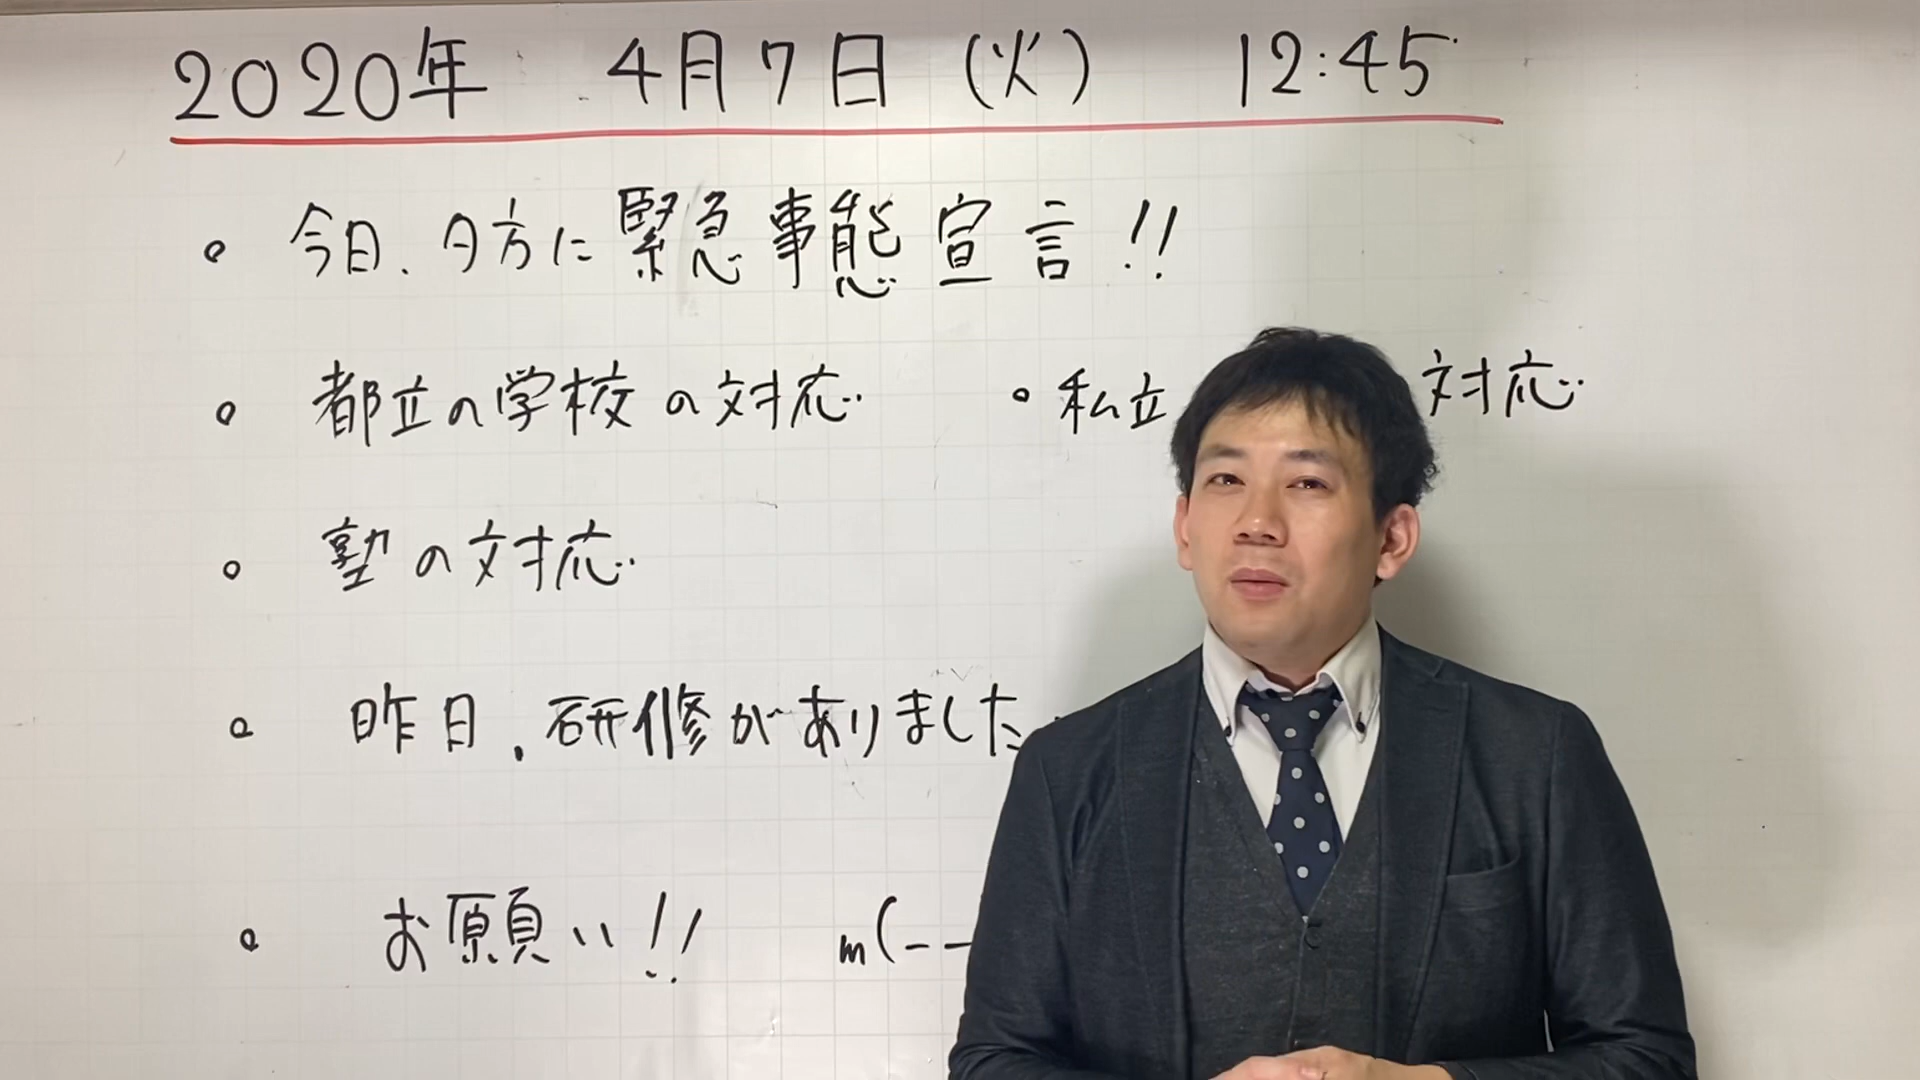 2020年 4月7日 (火) 12:45
• 今日、夕方に緊急事態宣言!!
• 都立の学校の対応 • 私立 対応
• 塾の対応
• 昨日、研修がありました
• お願い!! m(--